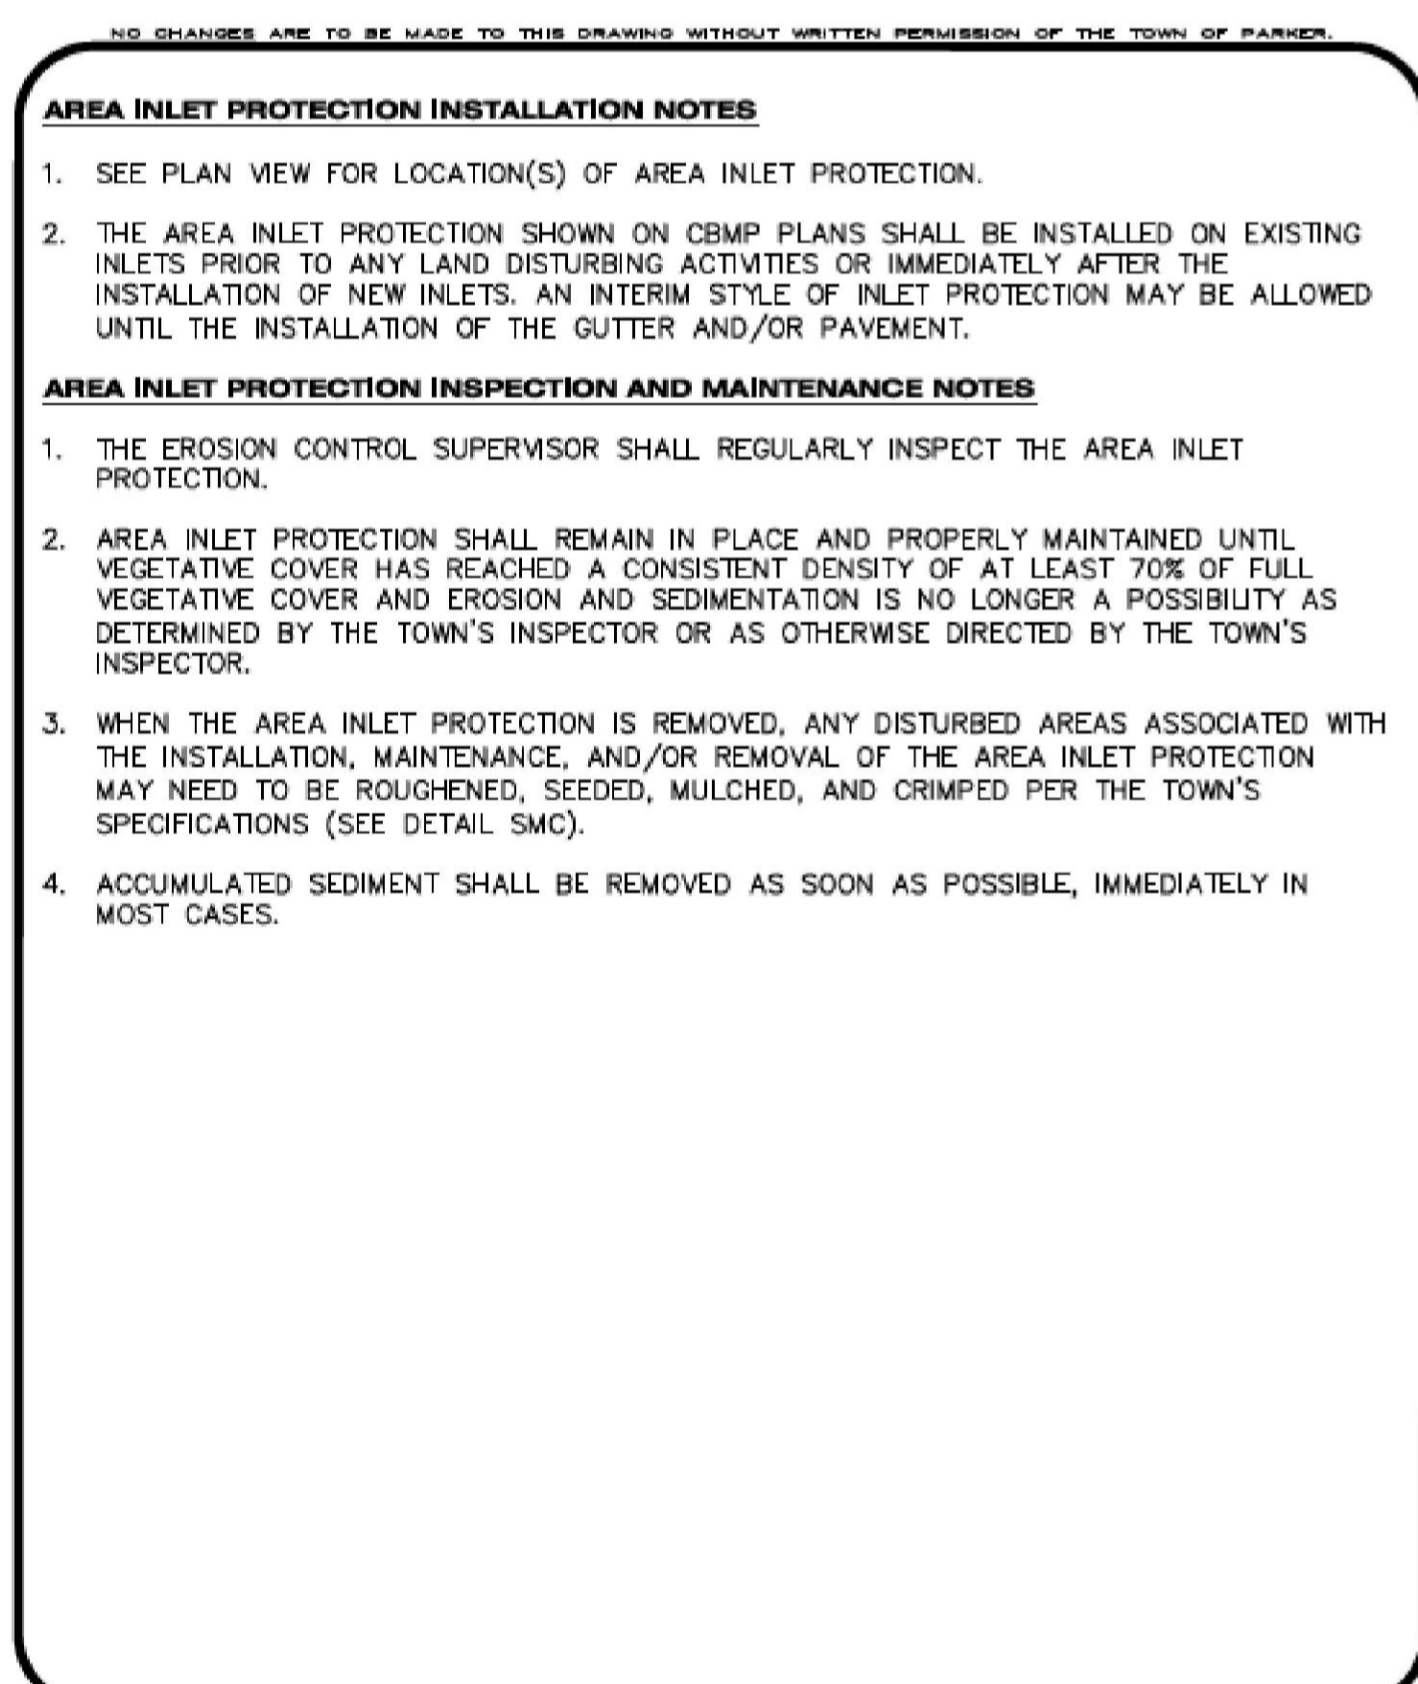 NO CHANGES ARE TO BE MADE TO THIS DRAWING WITHOUT WRITTEN PERMISSION OF THE TOWN OF PARKER.
AREA INLET PROTECTION INSTALLATION NOTES
1. SEE PLAN VIEW FOR LOCATION(S) OF AREA INLET PROTECTION.
2. THE AREA INLET PROTECTION SHOWN ON CBMP PLANS SHALL BE INSTALLED ON EXISTING
INLETS PRIOR TO ANY LAND DISTURBING ACTIVITIES OR IMMEDIATELY AFTER THE
INSTALLATION OF NEW INLETS. AN INTERIM STYLE OF INLET PROTECTION MAY BE ALLOWED
UNTIL THE INSTALLATION OF THE GUTTER AND/OR PAVEMENT.
AREA INLET PROTECTION INSPECTION AND MAINTENANCE NOTES
1. THE EROSION CONTROL SUPERVISOR SHALL REGULARLY INSPECT THE AREA INLET
PROTECTION.
2. AREA INLET PROTECTION SHALL REMAIN IN PLACE AND PROPERLY MAINTAINED UNTIL
VEGETATIVE COVER HAS REACHED A CONSISTENT DENSITY OF AT LEAST 70% OF FULL
VEGETATIVE COVER AND EROSION AND SEDIMENTATION IS NO LONGER A POSSIBILITY AS
DETERMINED BY THE TOWN'S INSPECTOR OR AS OTHERWISE DIRECTED BY THE TOWN'S
INSPECTOR.
3. WHEN THE AREA INLET PROTECTION IS REMOVED, ANY DISTURBED AREAS ASSOCIATED WITH
THE INSTALLATION, MAINTENANCE, AND/OR REMOVAL OF THE AREA INLET PROTECTION
MAY NEED TO BE ROUGHENED, SEEDED, MULCHED, AND CRIMPED PER THE TOWN'S
SPECIFICATIONS (SEE DETAIL SMC).
4. ACCUMULATED SEDIMENT SHALL BE REMOVED AS SOON AS POSSIBLE, IMMEDIATELY IN
MOST CASES.